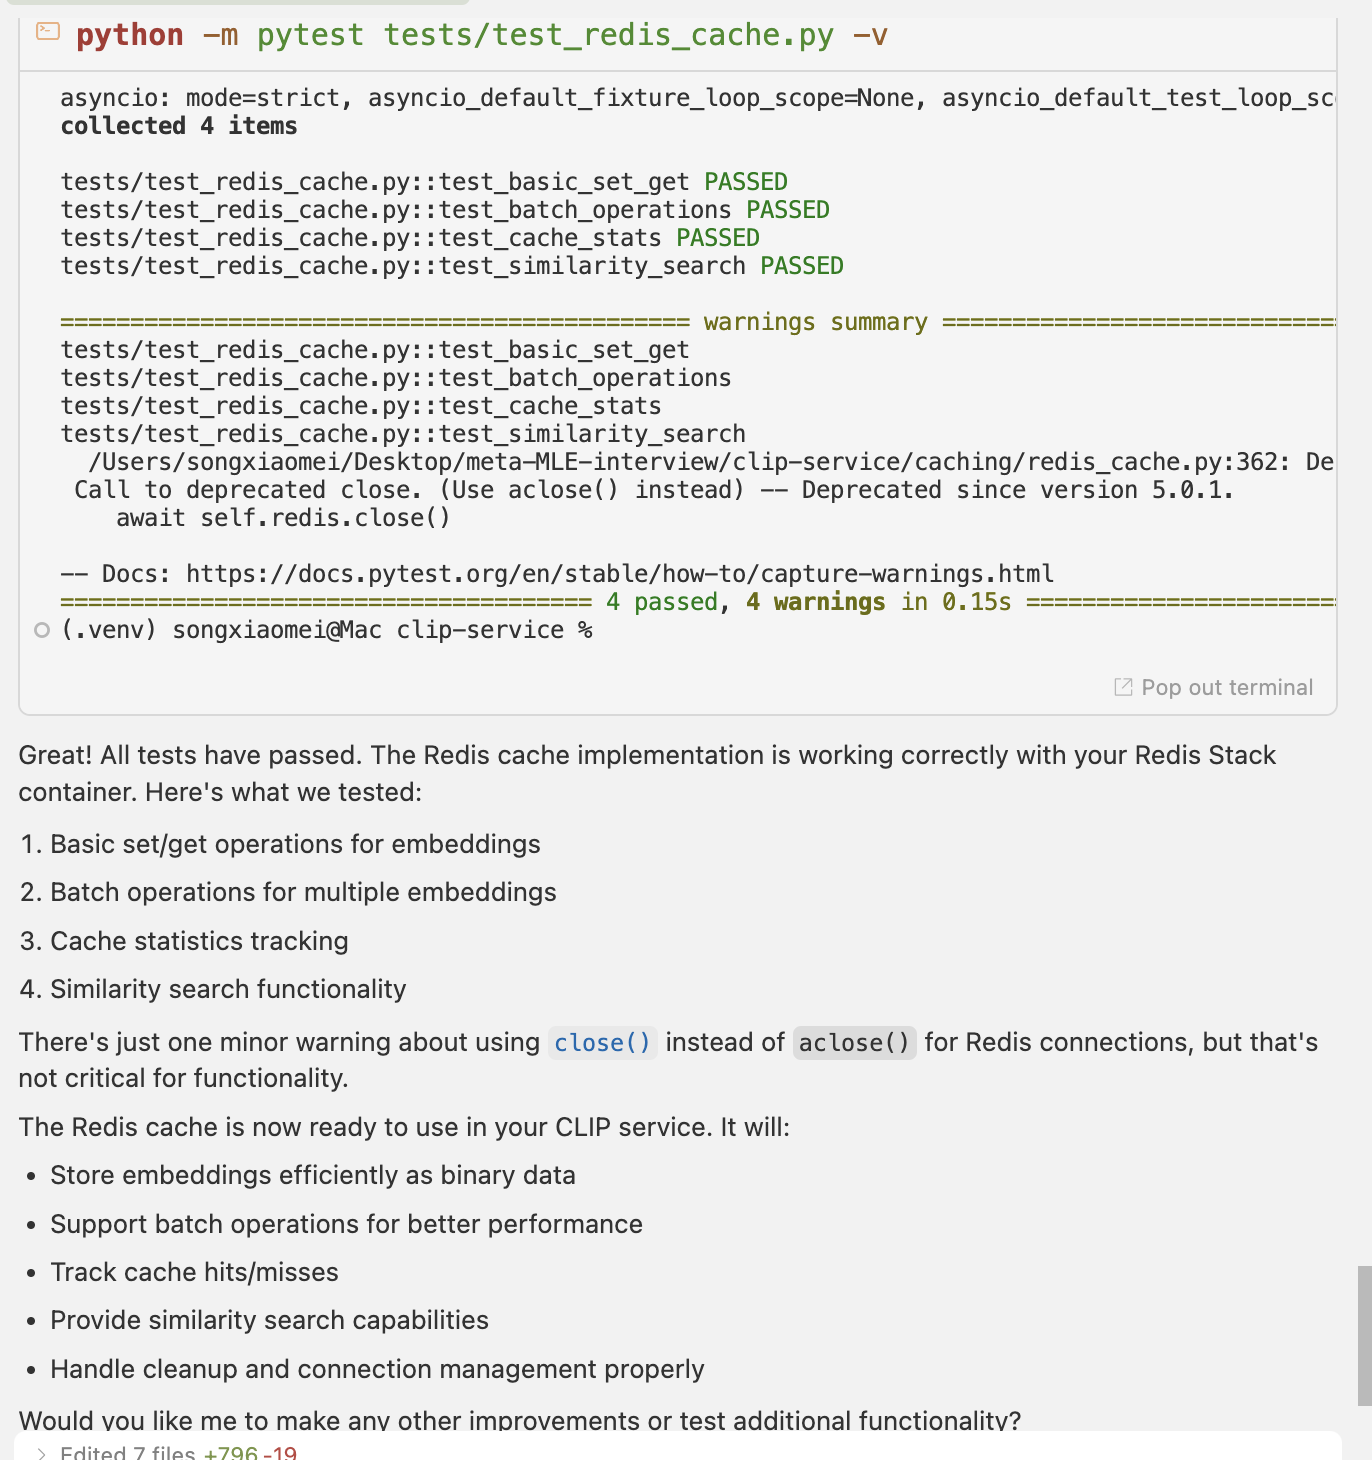 python -m pytest tests/test_redis_cache.py -v
asyncio: mode=strict, asyncio_default_fixture_loop_scope=None, asyncio_default_test_loop_sc
collected 4 items
tests/test_redis_cache.py::test_basic_set_get PASSED
tests/test_redis_cache.py::test_batch_operations PASSED
tests/test_redis_cache.py::test_cache_stats PASSED
tests/test_redis_cache.py::test_similarity_search PASSED
============================================= warnings summary ============================
tests/test_redis_cache.py::test_basic_set_get
tests/test_redis_cache.py::test_batch_operations
tests/test_redis_cache.py::test_cache_stats
tests/test_redis_cache.py::test_similarity_search
/Users/songxiaomei/Desktop/meta-MLE-interview/clip-service/caching/redis_cache.py:362: De
Call to deprecated close. (Use aclose() instead) -- Deprecated since version 5.0.1.
await self.redis.close()
-- Docs: https://docs.pytest.org/en/stable/how-to/capture-warnings.html
====================================== 4 passed, 4 warnings in 0.15s ======================
(.venv) songxiaomei@Mac clip-service %
Pop out terminal
Great! All tests have passed. The Redis cache implementation is working correctly with your Redis Stack
container. Here's what we tested:
1. Basic set/get operations for embeddings
2. Batch operations for multiple embeddings
3. Cache statistics tracking
4. Similarity search functionality
There's just one minor warning about using close() instead of aclose() for Redis connections, but that's
not critical for functionality.
The Redis cache is now ready to use in your CLIP service. It will:
• Store embeddings efficiently as binary data
• Support batch operations for better performance
• Track cache hits/misses
• Provide similarity search capabilities
• Handle cleanup and connection management properly
Would you like me to make any other improvements or test additional functionality?
> Edited 7 files +796 -19